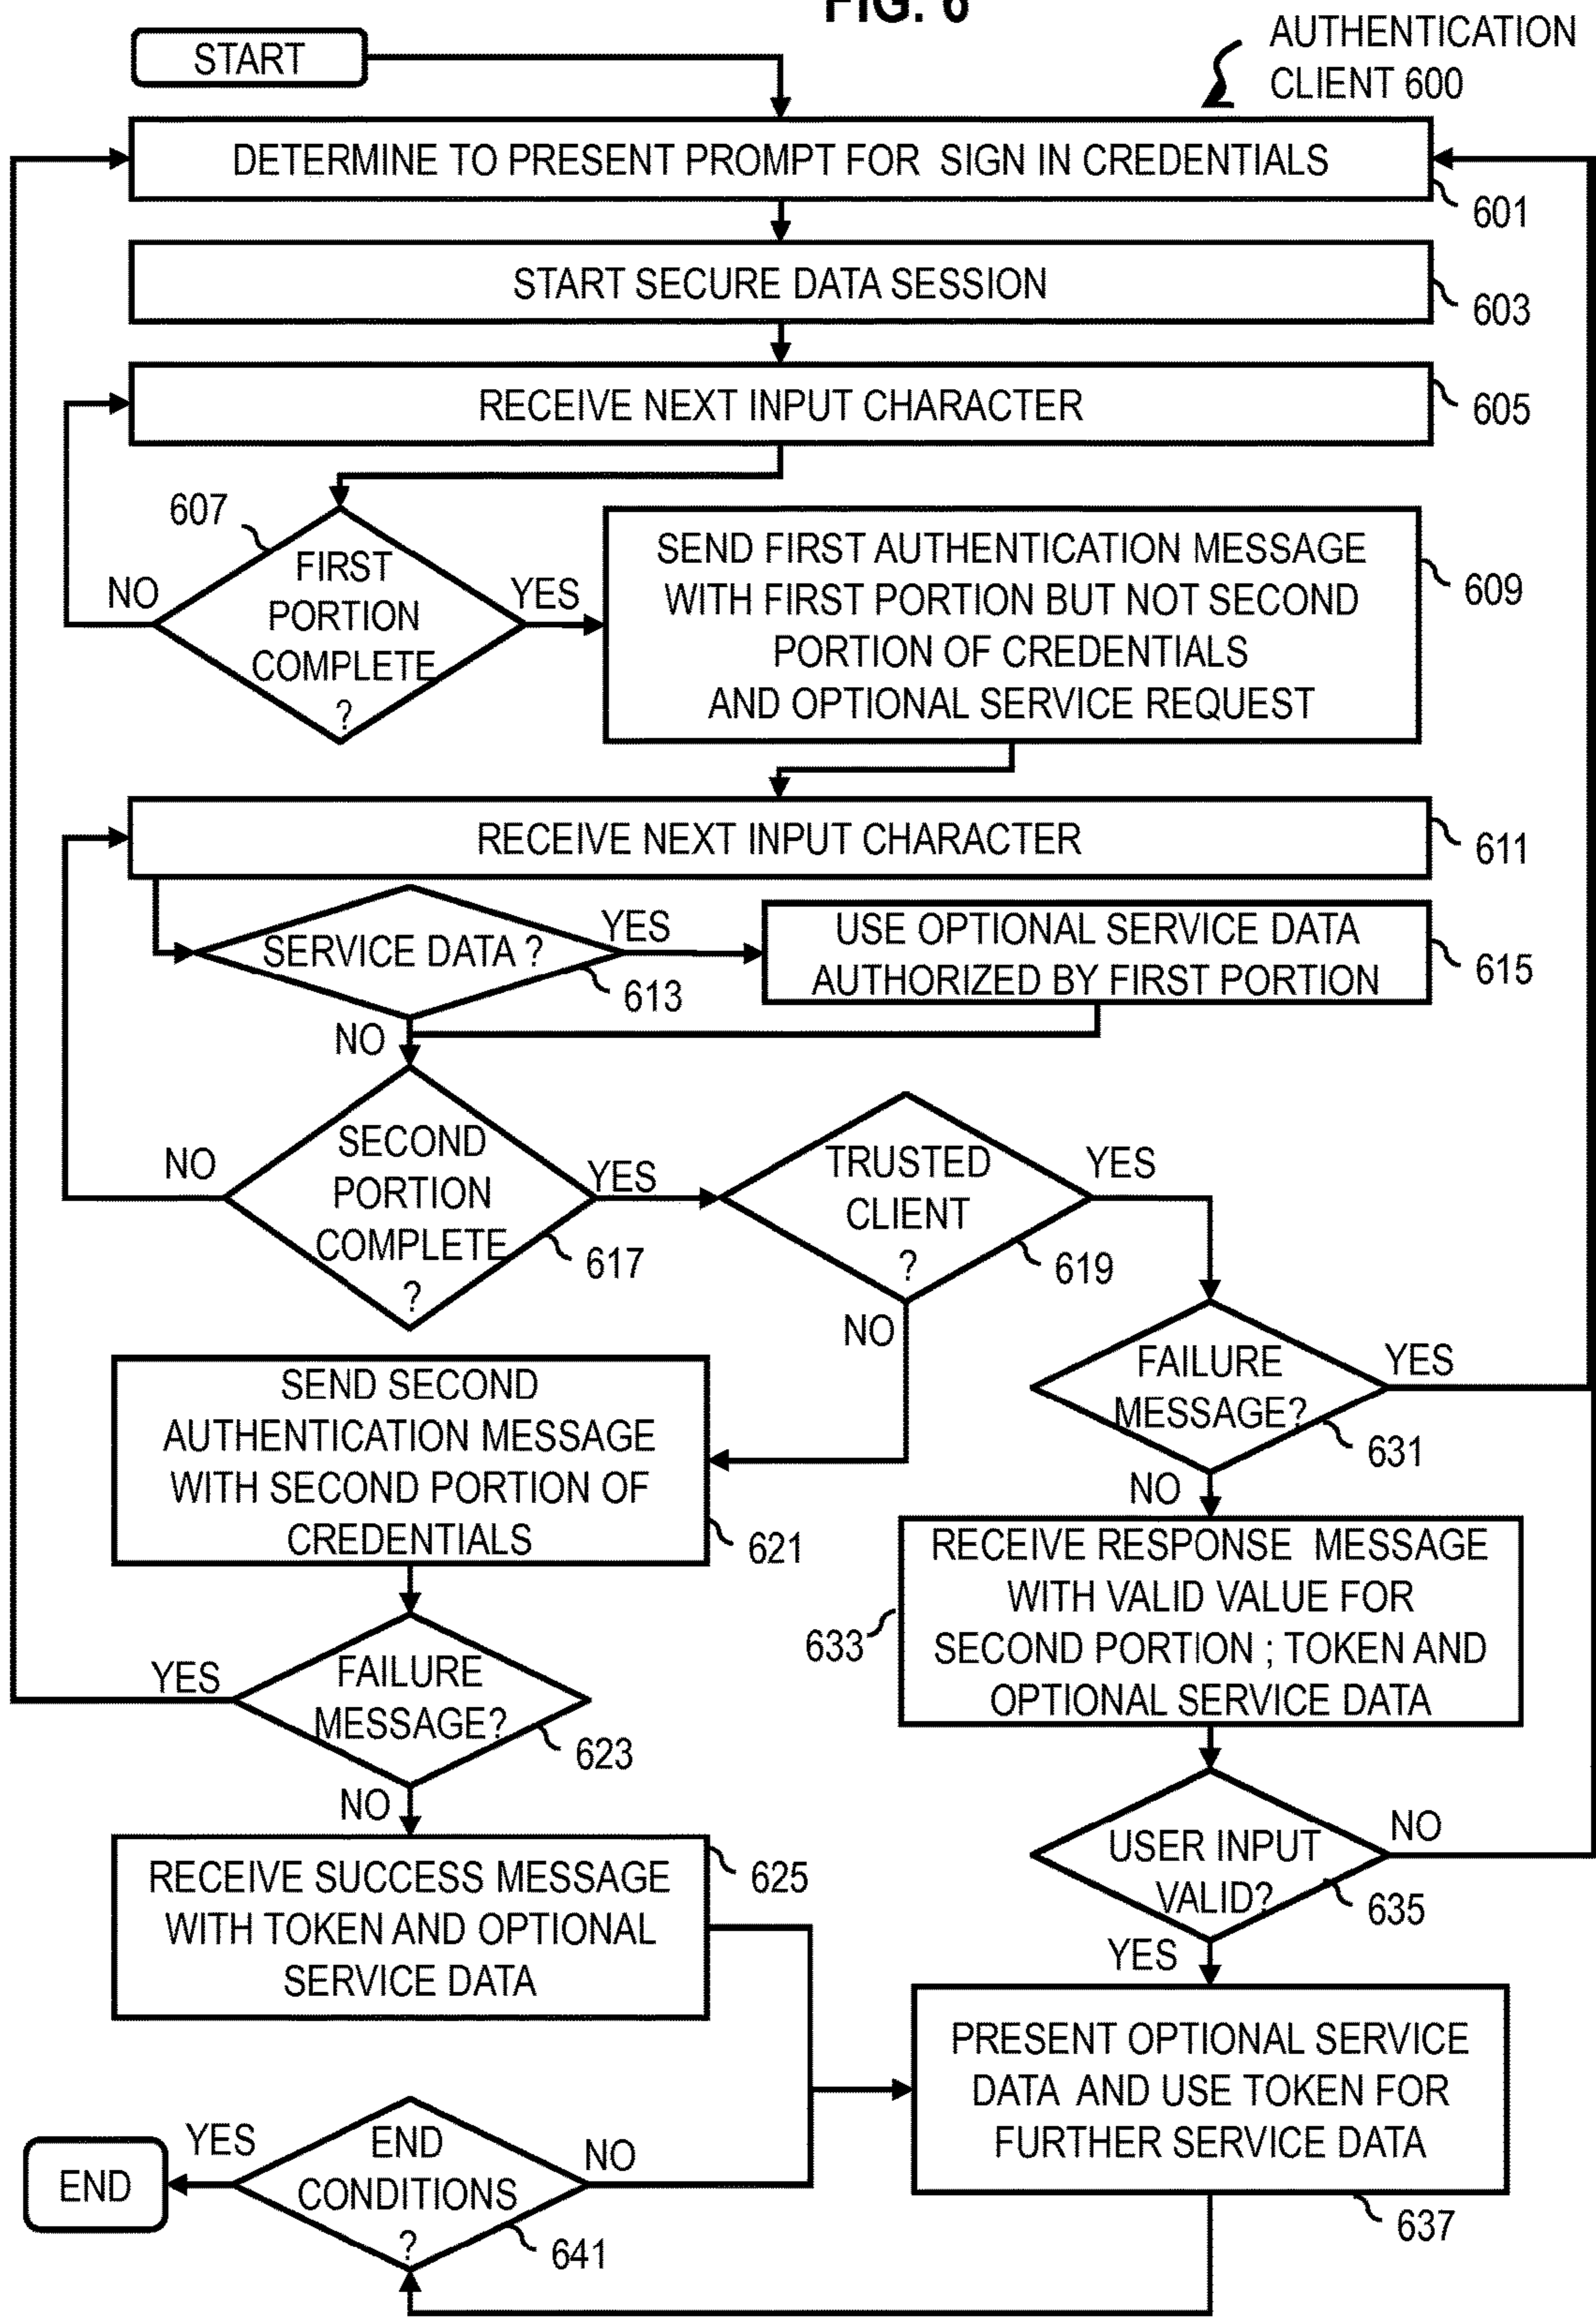 FIG. 6
AUTHENTICATION
CLIENT 600
START
DETERMINE TO PRESENT PROMPT FOR SIGN IN CREDENTIALS
601
START SECURE DATA SESSION
603
RECEIVE NEXT INPUT CHARACTER
605
607
FIRST
PORTION
COMPLETE
?
NO
YES
SEND FIRST AUTHENTICATION MESSAGE
WITH FIRST PORTION BUT NOT SECOND
PORTION OF CREDENTIALS
AND OPTIONAL SERVICE REQUEST
609
RECEIVE NEXT INPUT CHARACTER
611
SERVICE DATA ?
YES
613
NO
USE OPTIONAL SERVICE DATA
AUTHORIZED BY FIRST PORTION
615
NO
SECOND
PORTION
COMPLETE
?
YES
617
TRUSTED
CLIENT
?
YES
619
NO
SEND SECOND
AUTHENTICATION MESSAGE
WITH SECOND PORTION OF
CREDENTIALS
621
FAILURE
MESSAGE?
YES
631
NO
RECEIVE RESPONSE MESSAGE
WITH VALID VALUE FOR
SECOND PORTION ; TOKEN AND
OPTIONAL SERVICE DATA
633
YES
FAILURE
MESSAGE?
623
NO
USER INPUT
VALID?
NO
635
YES
RECEIVE SUCCESS MESSAGE
WITH TOKEN AND OPTIONAL
SERVICE DATA
625
PRESENT OPTIONAL SERVICE
DATA AND USE TOKEN FOR
FURTHER SERVICE DATA
637
END
YES
END
CONDITIONS
?
NO
641